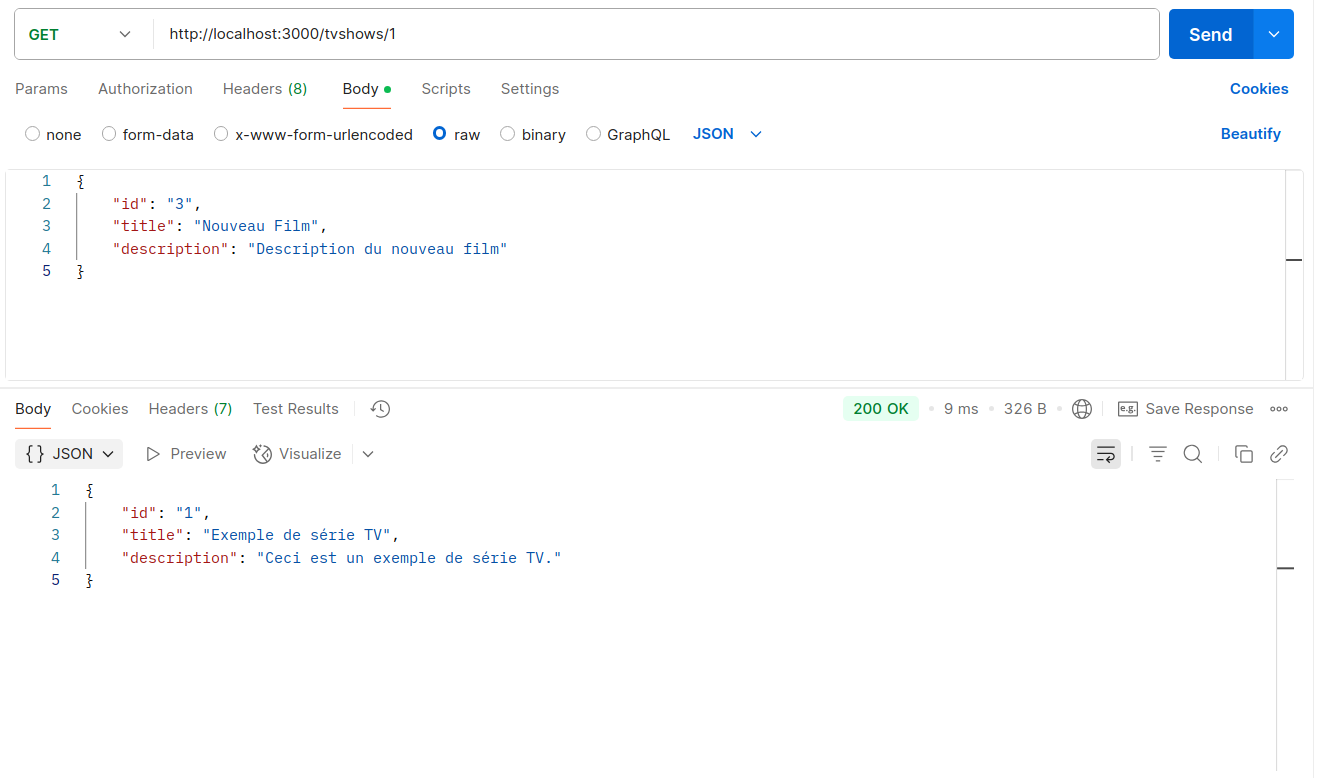 GET http://localhost:3000/tvshows/1 Send
Params Authorization Headers (8) Body Scripts Settings Cookies
none form-data x-www-form-urlencoded raw binary GraphQL JSON Beautify
1 {
2 "id": "3",
3 "title": "Nouveau Film",
4 "description": "Description du nouveau film"
5 }
Body Cookies Headers (7) Test Results 200 OK 9 ms 326 B e.g. Save Response
{} JSON Preview Visualize
1 {
2 "id": "1",
3 "title": "Exemple de série TV",
4 "description": "Ceci est un exemple de série TV."
5 }